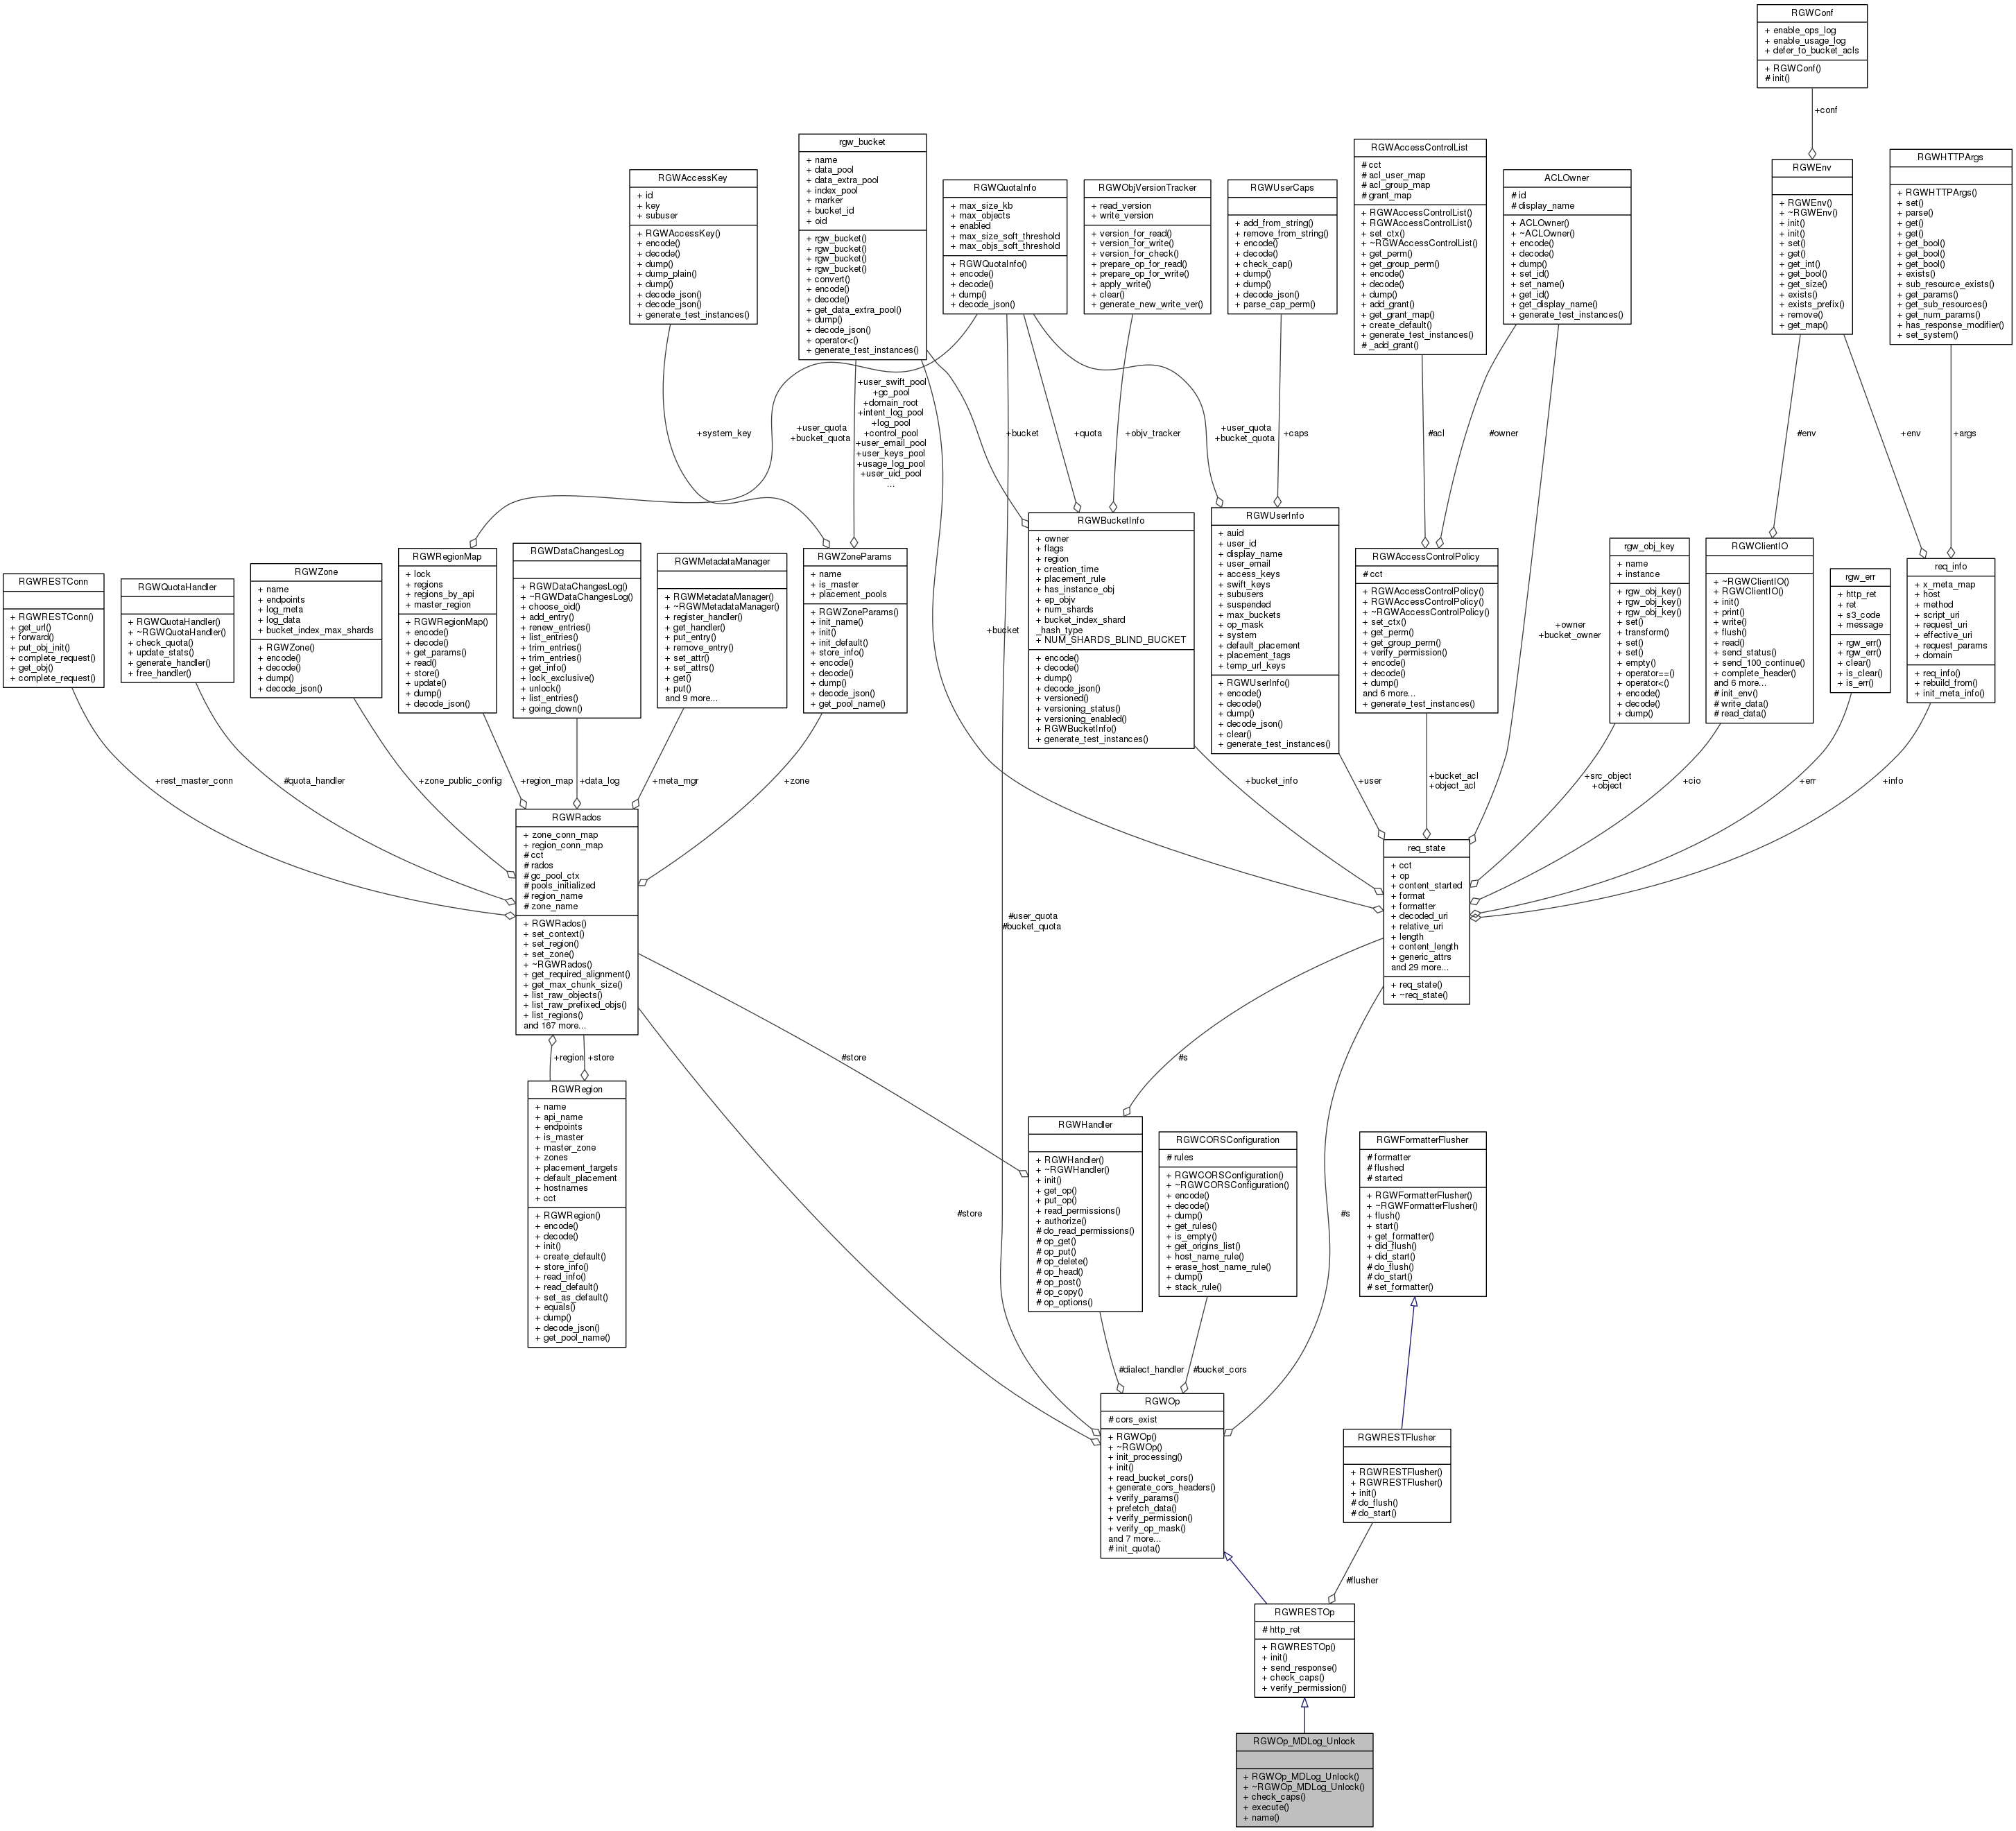 RGWConf
+ enable_ops_log
+ enable_usage_log
+ defer_to_bucket_acls
+ RGWConf()
# init()
+conf
rgw_bucket
+ name
+ data_pool
+ data_extra_pool
+ index_pool
+ marker
+ bucket_id
+ oid
+ rgw_bucket()
+ rgw_bucket()
+ rgw_bucket()
+ rgw_bucket()
+ convert()
+ encode()
+ decode()
+ get_data_extra_pool()
+ dump()
+ decode_json()
+ operator<()
+ generate_test_instances()
RGWAccessControlList
# cct
# acl_user_map
# acl_group_map
# grant_map
+ RGWAccessControlList()
+ RGWAccessControlList()
+ set_ctx()
+ ~RGWAccessControlList()
+ get_perm()
+ get_group_perm()
+ encode()
+ decode()
+ dump()
+ add_grant()
+ get_grant_map()
+ create_default()
+ generate_test_instances()
# _add_grant()
RGWHTTPArgs
+ RGWHTTPArgs()
+ set()
+ parse()
+ get()
+ get()
+ get_bool()
+ get_bool()
+ get_bool()
+ exists()
+ sub_resource_exists()
+ get_params()
+ get_sub_resources()
+ get_num_params()
+ has_response_modifier()
+ set_system()
RGWEnv
+ RGWEnv()
+ ~RGWEnv()
+ init()
+ init()
+ set()
+ get()
+ get_int()
+ get_bool()
+ get_size()
+ exists()
+ exists_prefix()
+ remove()
+ get_map()
RGWAccessKey
+ id
+ key
+ subuser
+ RGWAccessKey()
+ encode()
+ decode()
+ dump()
+ dump_plain()
+ dump()
+ decode_json()
+ decode_json()
+ generate_test_instances()
RGWQuotaInfo
+ max_size_kb
+ max_objects
+ enabled
+ max_size_soft_threshold
+ max_objs_soft_threshold
+ RGWQuotaInfo()
+ encode()
+ decode()
+ dump()
+ decode_json()
RGWObjVersionTracker
+ read_version
+ write_version
+ version_for_read()
+ version_for_write()
+ version_for_check()
+ prepare_op_for_read()
+ prepare_op_for_write()
+ apply_write()
+ clear()
+ generate_new_write_ver()
RGWUserCaps
+ add_from_string()
+ remove_from_string()
+ encode()
+ decode()
+ check_cap()
+ dump()
+ dump()
+ decode_json()
+ parse_cap_perm()
ACLOwner
# id
# display_name
+ ACLOwner()
+ ~ACLOwner()
+ encode()
+ decode()
+ dump()
+ set_id()
+ set_name()
+ get_id()
+ get_display_name()
+ generate_test_instances()
+system_key
+user_quota
+bucket_quota
+user_swift_pool
+gc_pool
+domain_root
+intent_log_pool
+log_pool
+control_pool
+user_email_pool
+user_keys_pool
+usage_log_pool
+user_uid_pool
...
+bucket
+quota
+objv_tracker
+user_quota
+bucket_quota
+caps
#acl
#owner
#env
+env
+args
RGWRESTConn
+ RGWRESTConn()
+ get_url()
+ forward()
+ put_obj_init()
+ complete_request()
+ get_obj()
+ complete_request()
RGWQuotaHandler
+ RGWQuotaHandler()
+ ~RGWQuotaHandler()
+ check_quota()
+ update_stats()
+ generate_handler()
+ free_handler()
RGWZone
+ name
+ endpoints
+ log_meta
+ log_data
+ bucket_index_max_shards
+ RGWZone()
+ encode()
+ decode()
+ dump()
+ decode_json()
RGWRegionMap
+ lock
+ regions
+ regions_by_api
+ master_region
+ RGWRegionMap()
+ encode()
+ decode()
+ get_params()
+ read()
+ store()
+ update()
+ dump()
+ decode_json()
RGWDataChangesLog
+ RGWDataChangesLog()
+ ~RGWDataChangesLog()
+ choose_oid()
+ add_entry()
+ renew_entries()
+ list_entries()
+ trim_entries()
+ trim_entries()
+ get_info()
+ lock_exclusive()
+ unlock()
+ list_entries()
+ going_down()
RGWMetadataManager
+ RGWMetadataManager()
+ ~RGWMetadataManager()
+ register_handler()
+ get_handler()
+ put_entry()
+ remove_entry()
+ set_attr()
+ set_attrs()
+ get()
+ put()
and 9 more...
RGWZoneParams
+ name
+ is_master
+ placement_pools
+ RGWZoneParams()
+ init_name()
+ init()
+ init_default()
+ store_info()
+ encode()
+ decode()
+ dump()
+ decode_json()
+ get_pool_name()
RGWBucketInfo
+ owner
+ flags
+ region
+ creation_time
+ placement_rule
+ has_instance_obj
+ ep_objv
+ num_shards
+ bucket_index_shard
_hash_type
+ NUM_SHARDS_BLIND_BUCKET
+ encode()
+ decode()
+ dump()
+ decode_json()
+ versioned()
+ versioning_status()
+ versioning_enabled()
+ RGWBucketInfo()
+ generate_test_instances()
RGWUserInfo
+ auid
+ user_id
+ display_name
+ user_email
+ access_keys
+ swift_keys
+ subusers
+ suspended
+ max_buckets
+ op_mask
+ system
+ default_placement
+ placement_tags
+ temp_url_keys
+ RGWUserInfo()
+ encode()
+ decode()
+ dump()
+ decode_json()
+ clear()
+ generate_test_instances()
RGWAccessControlPolicy
# cct
+ RGWAccessControlPolicy()
+ RGWAccessControlPolicy()
+ ~RGWAccessControlPolicy()
+ set_ctx()
+ get_perm()
+ get_group_perm()
+ verify_permission()
+ encode()
+ decode()
+ dump()
and 6 more...
+ generate_test_instances()
+owner
+bucket_owner
rgw_obj_key
+ name
+ instance
+ rgw_obj_key()
+ rgw_obj_key()
+ rgw_obj_key()
+ set()
+ transform()
+ set()
+ set()
+ empty()
+ operator==()
+ operator<()
+ encode()
+ decode()
+ dump()
RGWClientIO
+ ~RGWClientIO()
+ RGWClientIO()
+ init()
+ print()
+ write()
+ flush()
+ read()
+ send_status()
+ send_100_continue()
+ complete_header()
and 6 more...
# init_env()
# write_data()
# read_data()
rgw_err
+ http_ret
+ ret
+ s3_code
+ message
+ rgw_err()
+ rgw_err()
+ clear()
+ is_clear()
+ is_err()
req_info
+ x_meta_map
+ host
+ method
+ script_uri
+ request_uri
+ effective_uri
+ request_params
+ domain
+ req_info()
+ rebuild_from()
+ init_meta_info()
+bucket
+rest_master_conn
#quota_handler
+zone_public_config
+region_map
+data_log
+meta_mgr
+zone
+bucket_info
+user
+bucket_acl
+object_acl
+src_object
+object
+cio
+err
+info
RGWRados
+ zone_conn_map
+ region_conn_map
# cct
# rados
# gc_pool_ctx
# pools_initialized
# region_name
# zone_name
+ RGWRados()
+ set_context()
+ set_region()
+ set_zone()
+ ~RGWRados()
+ get_required_alignment()
+ get_max_chunk_size()
+ list_raw_objects()
+ list_raw_prefixed_objs()
+ list_regions()
and 167 more...
#user_quota
#bucket_quota
req_state
+ cct
+ op
+ content_started
+ format
+ formatter
+ decoded_uri
+ relative_uri
+ length
+ content_length
+ generic_attrs
and 29 more...
+ req_state()
+ ~req_state()
+region
+store
#store
#s
RGWRegion
+ name
+ api_name
+ endpoints
+ is_master
+ master_zone
+ zones
+ placement_targets
+ default_placement
+ hostnames
+ cct
+ RGWRegion()
+ encode()
+ decode()
+ init()
+ create_default()
+ store_info()
+ read_info()
+ read_default()
+ set_as_default()
+ equals()
+ dump()
+ decode_json()
+ get_pool_name()
#store
RGWHandler
+ RGWHandler()
+ ~RGWHandler()
+ init()
+ get_op()
+ put_op()
+ read_permissions()
+ authorize()
# do_read_permissions()
# op_get()
# op_put()
# op_delete()
# op_head()
# op_post()
# op_copy()
# op_options()
RGWCORSConfiguration
# rules
+ RGWCORSConfiguration()
+ ~RGWCORSConfiguration()
+ encode()
+ decode()
+ dump()
+ get_rules()
+ is_empty()
+ get_origins_list()
+ host_name_rule()
+ erase_host_name_rule()
+ dump()
+ stack_rule()
#s
RGWFormatterFlusher
# formatter
# flushed
# started
+ RGWFormatterFlusher()
+ ~RGWFormatterFlusher()
+ flush()
+ start()
+ get_formatter()
+ did_flush()
+ did_start()
# do_flush()
# do_start()
# set_formatter()
#dialect_handler
#bucket_cors
RGWOp
# cors_exist
+ RGWOp()
+ ~RGWOp()
+ init_processing()
+ init()
+ read_bucket_cors()
+ generate_cors_headers()
+ verify_params()
+ prefetch_data()
+ verify_permission()
+ verify_op_mask()
and 7 more...
# init_quota()
RGWRESTFlusher
+ RGWRESTFlusher()
+ RGWRESTFlusher()
+ init()
# do_flush()
# do_start()
#flusher
RGWRESTOp
# http_ret
+ RGWRESTOp()
+ init()
+ send_response()
+ check_caps()
+ verify_permission()
RGWOp_MDLog_Unlock
+ RGWOp_MDLog_Unlock()
+ ~RGWOp_MDLog_Unlock()
+ check_caps()
+ execute()
+ name()